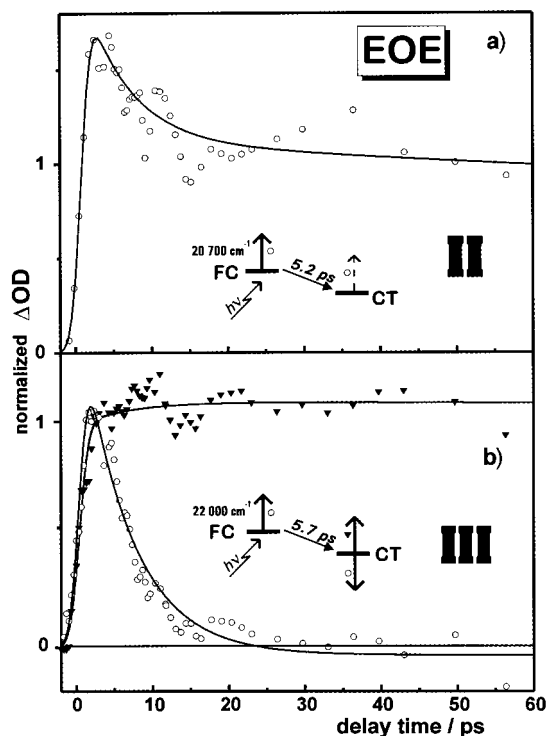 EOE
a)
1
20 700 cm⁻¹
FC
hν
5.2 ps
CT
II
0
normalized ΔOD
1
b)
22 000 cm⁻¹
FC
hν
5.7 ps
CT
III
0
0 10 20 30 40 50 60
delay time / ps